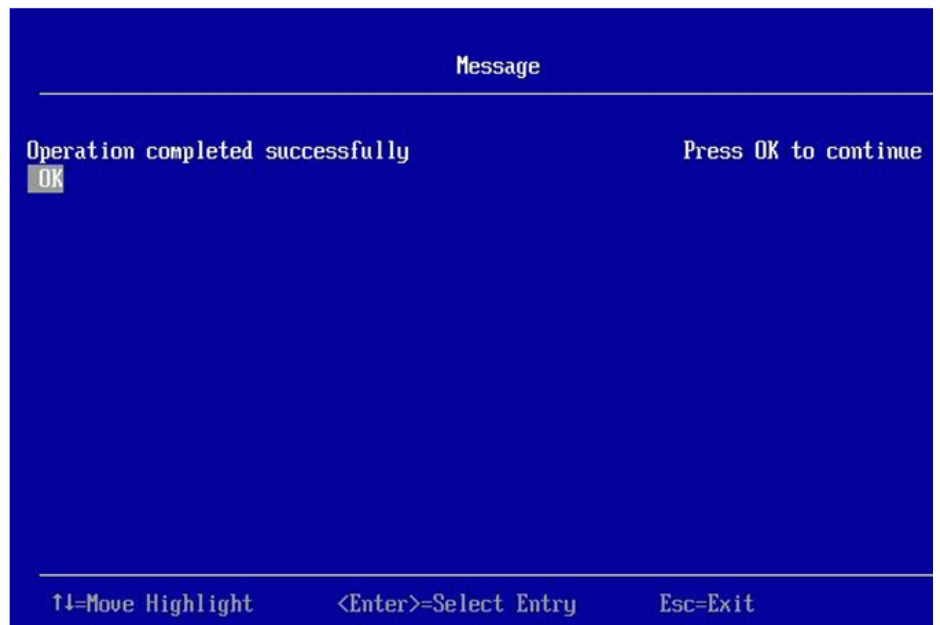 Message
Operation completed successfully Press OK to continue
OK
↑↓=Move Highlight <Enter>=Select Entry Esc=Exit